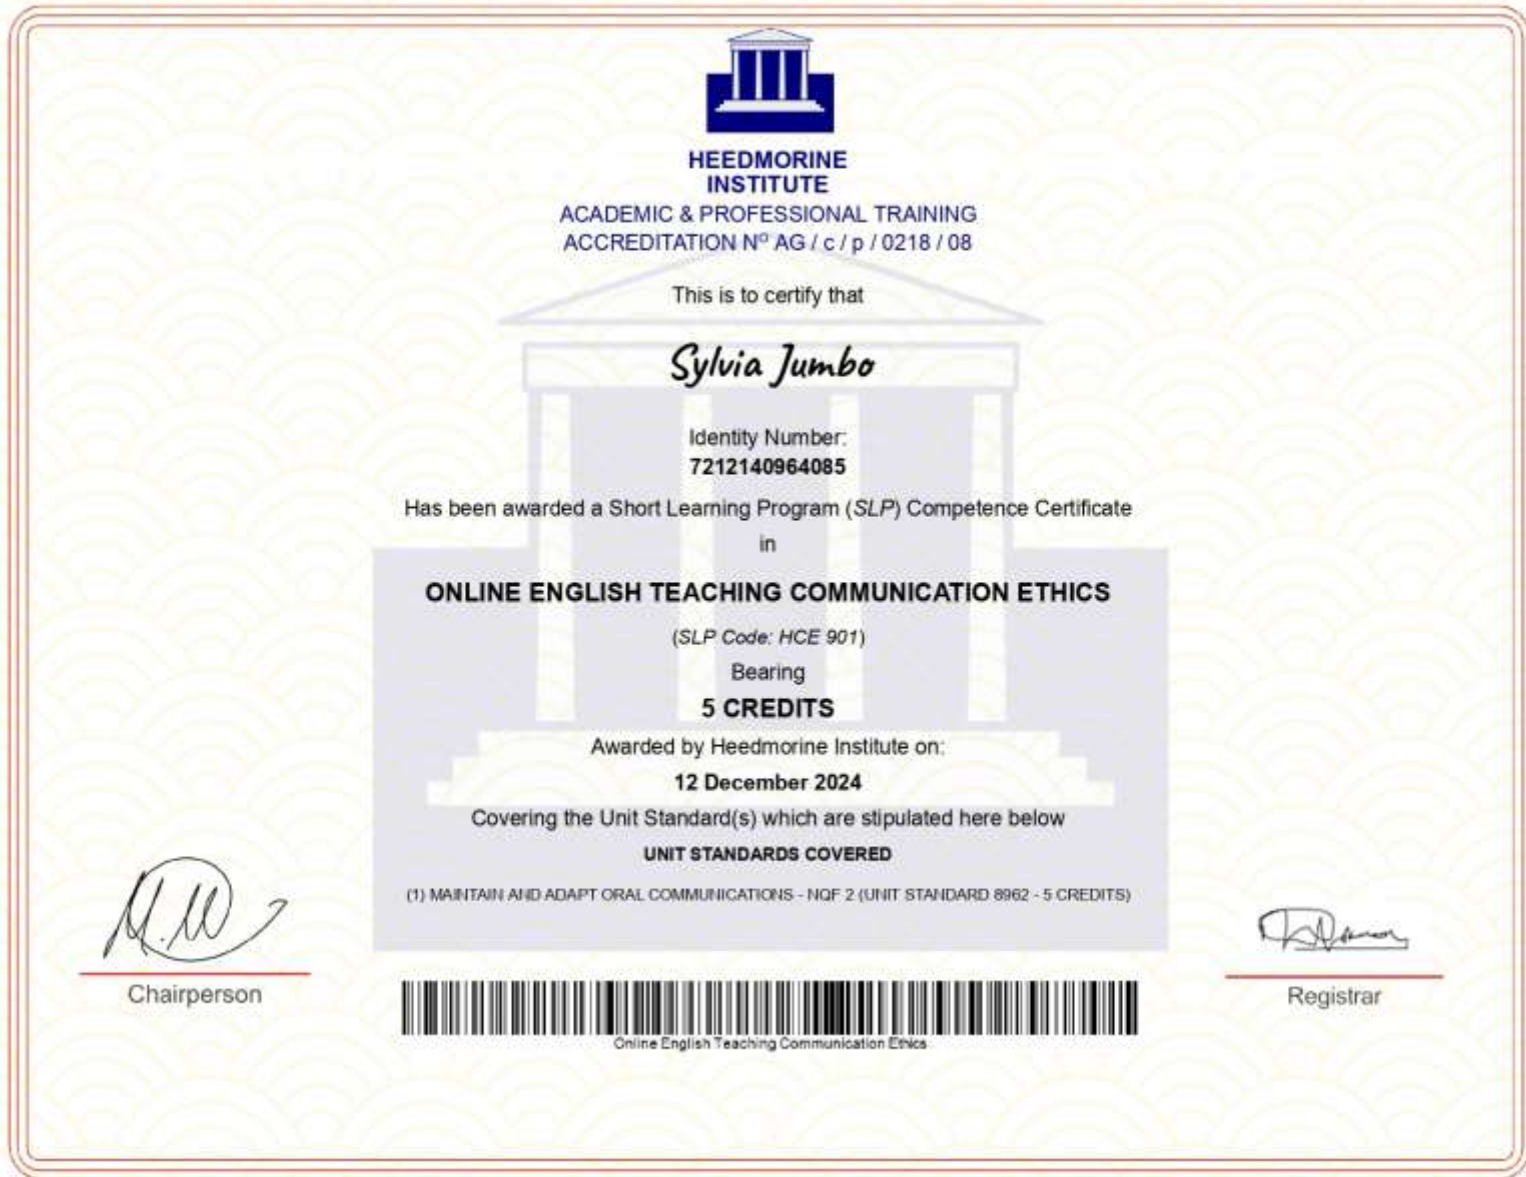 HEEDMORINE
INSTITUTE
ACADEMIC & PROFESSIONAL TRAINING
ACCREDITATION Nº AG / c / p / 0218 / 08
This is to certify that
Sylvia Jumbo
Identity Number:
7212140964085
Has been awarded a Short Learning Program (SLP) Competence Certificate
in
ONLINE ENGLISH TEACHING COMMUNICATION ETHICS
(SLP Code: HCE 901)
Bearing
5 CREDITS
Awarded by Heedmorine Institute on:
12 December 2024
Covering the Unit Standard(s) which are stipulated here below
UNIT STANDARDS COVERED
(1) MAINTAIN AND ADAPT ORAL COMMUNICATIONS - NQF 2 (UNIT STANDARD 8962 - 5 CREDITS)
Chairperson
Registrar
Online English Teaching Communication Ethics